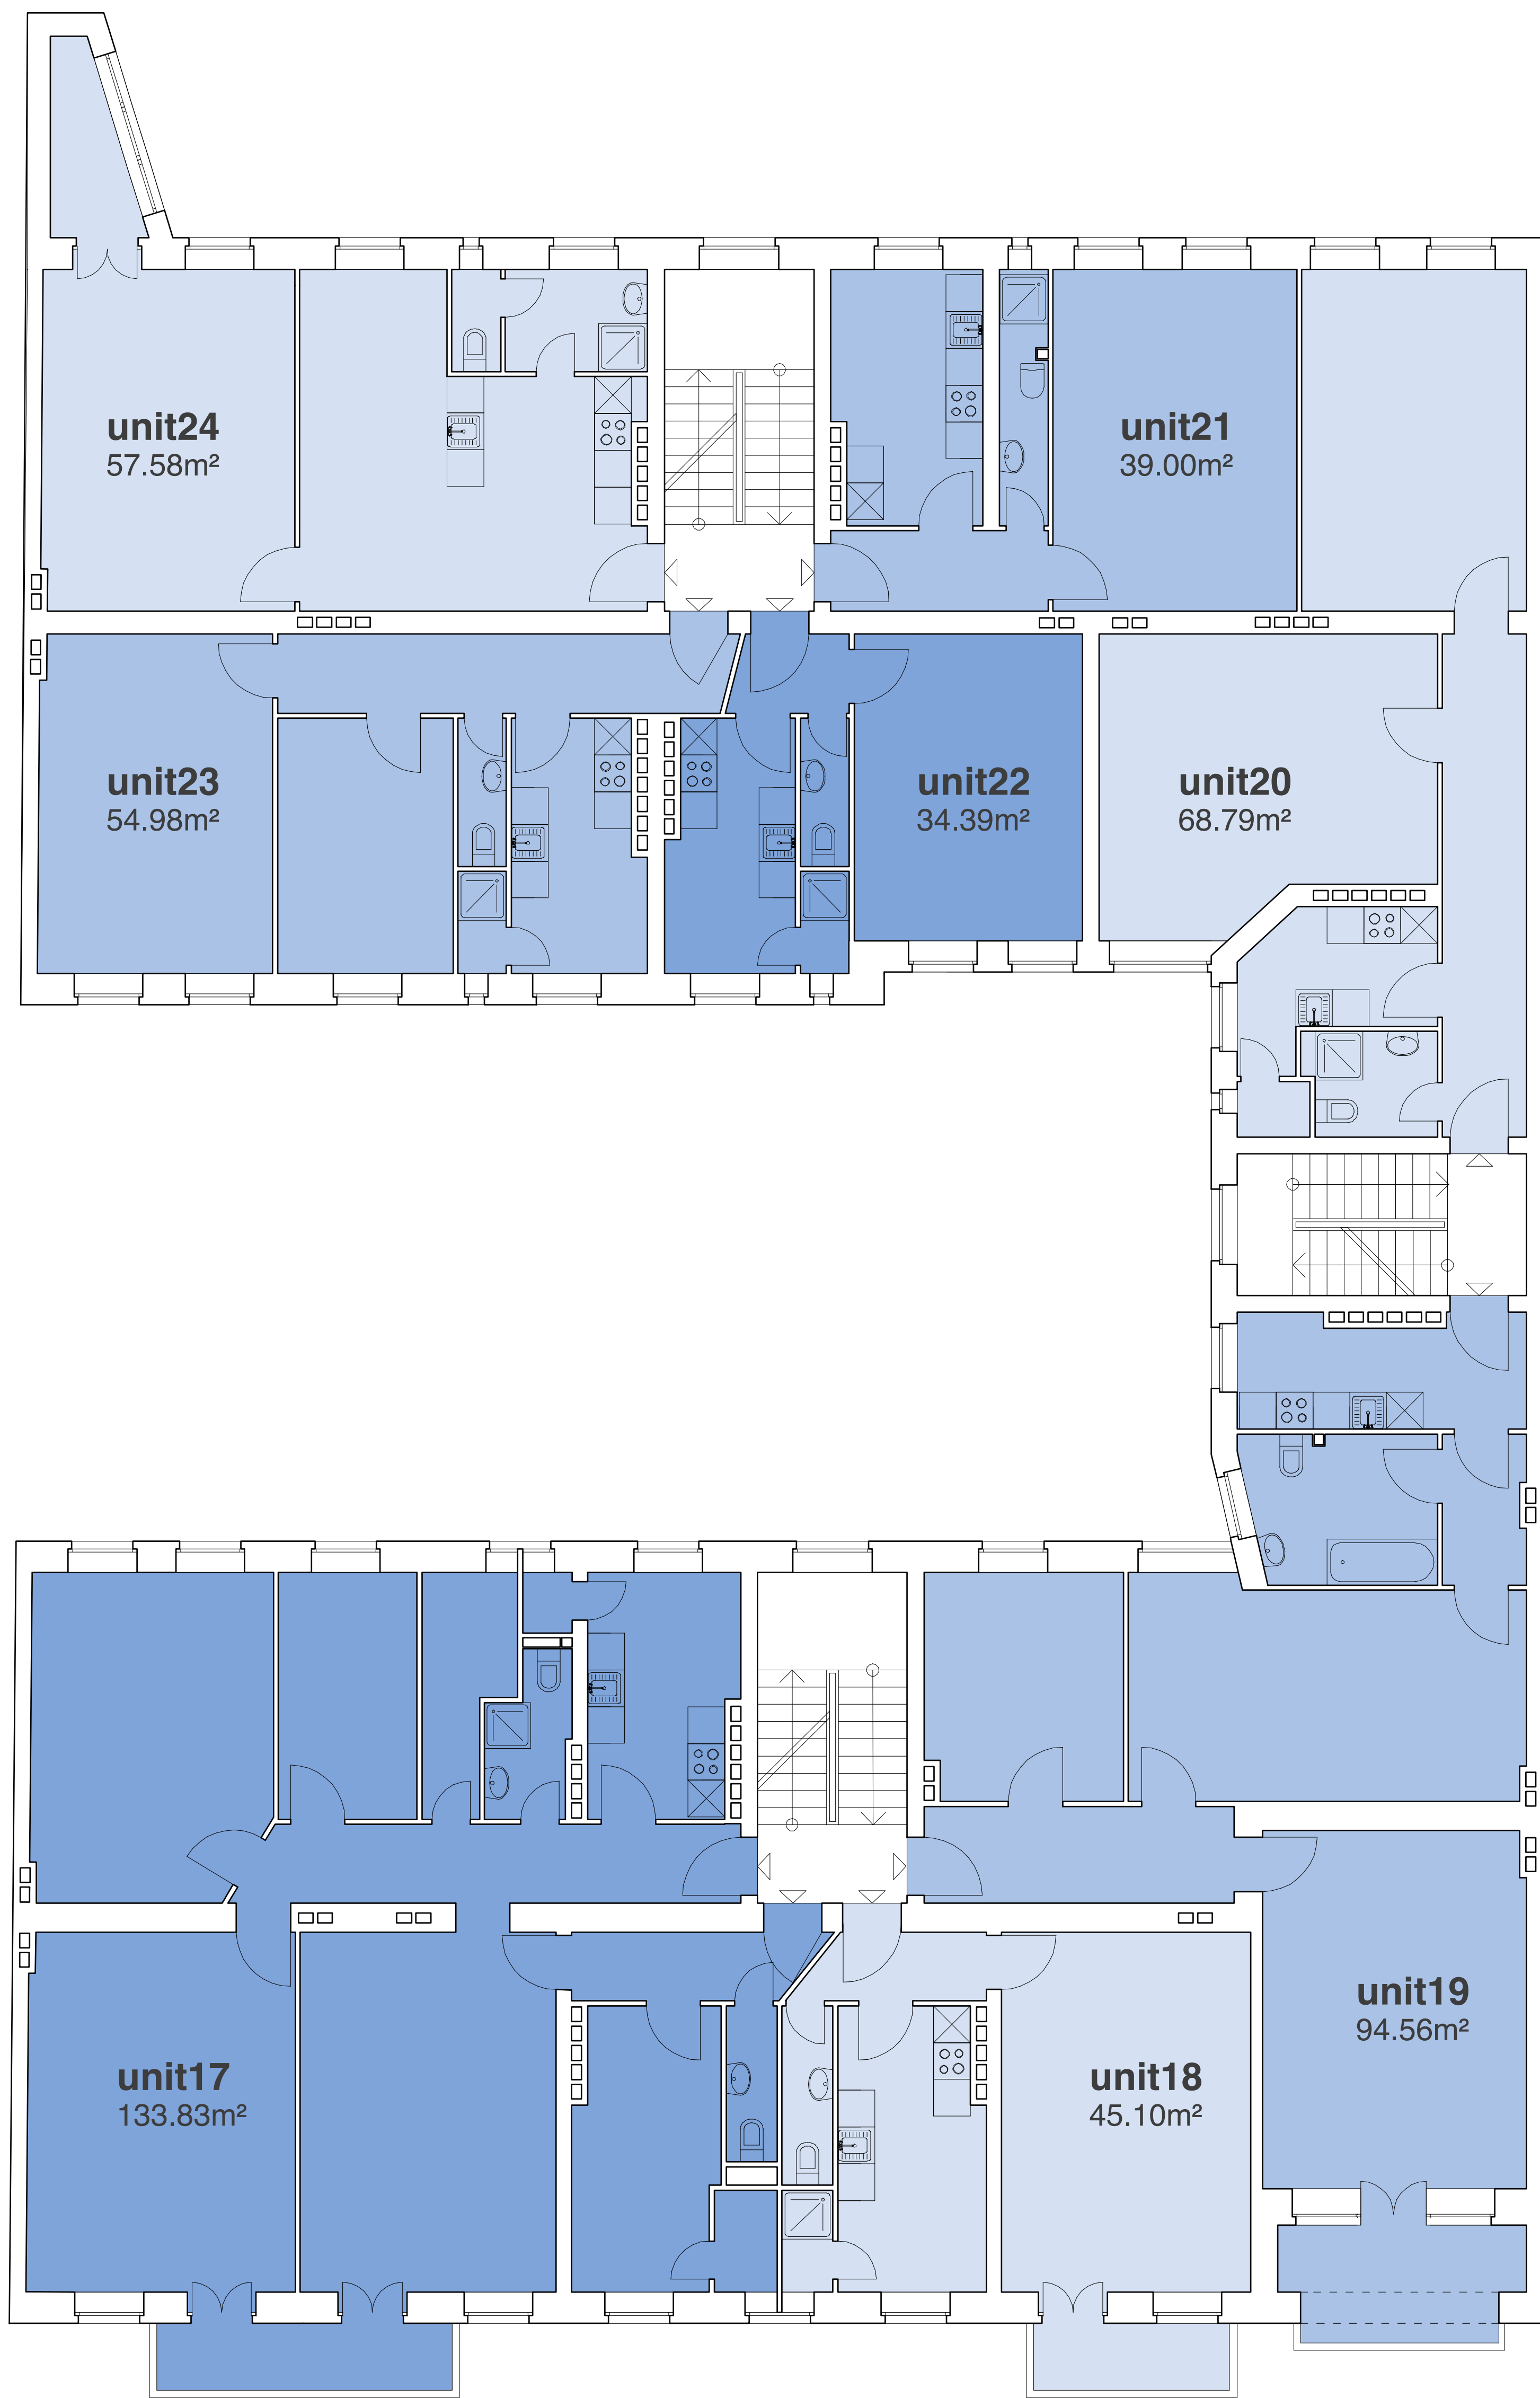 unit24
57.58m²
unit21
39.00m²
unit23
54.98m²
unit22
34.39m²
unit20
68.79m²
unit19
94.56m²
unit17
133.83m²
unit18
45.10m²